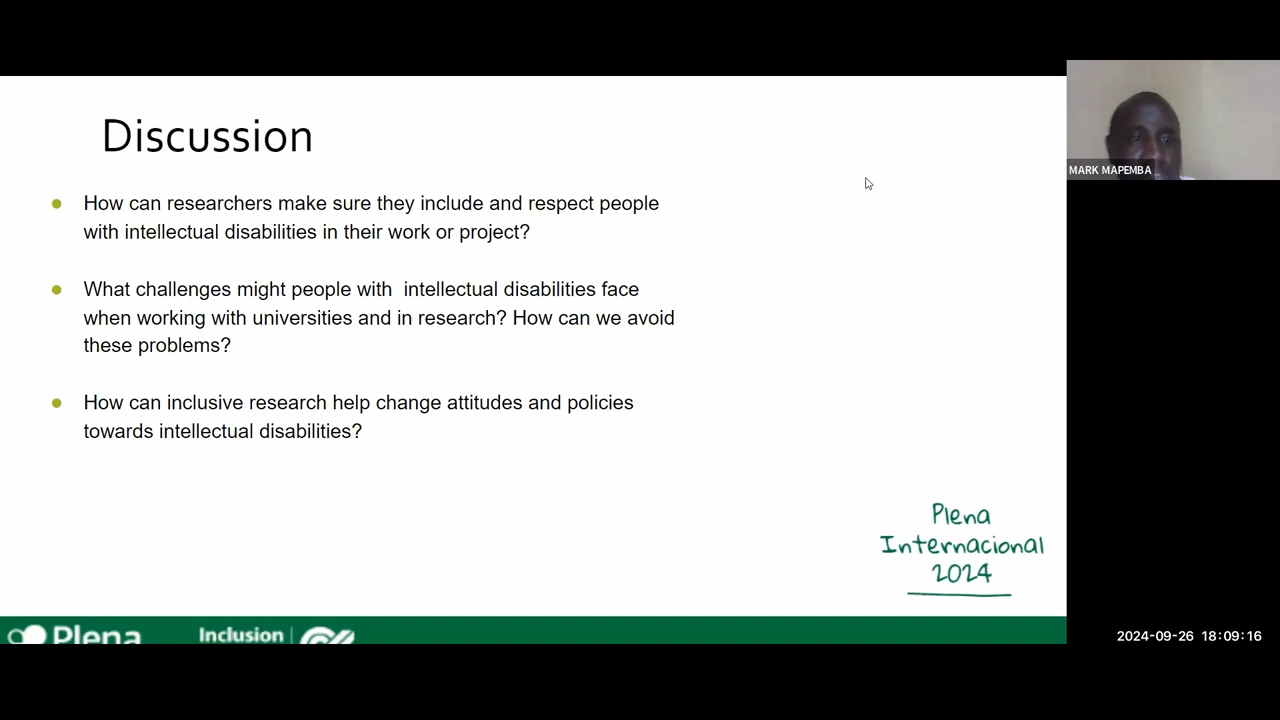 Discussion
How can researchers make sure they include and respect people
with intellectual disabilities in their work or project?
What challenges might people with  intellectual disabilities face
when working with universities and in research? How can we avoid
these problems?
How can inclusive research help change attitudes and policies
towards intellectual disabilities?
Plena
Internacional
2024
Plena
Inclusion
MARK MAPEMBA
2024-09-26 18:09:16